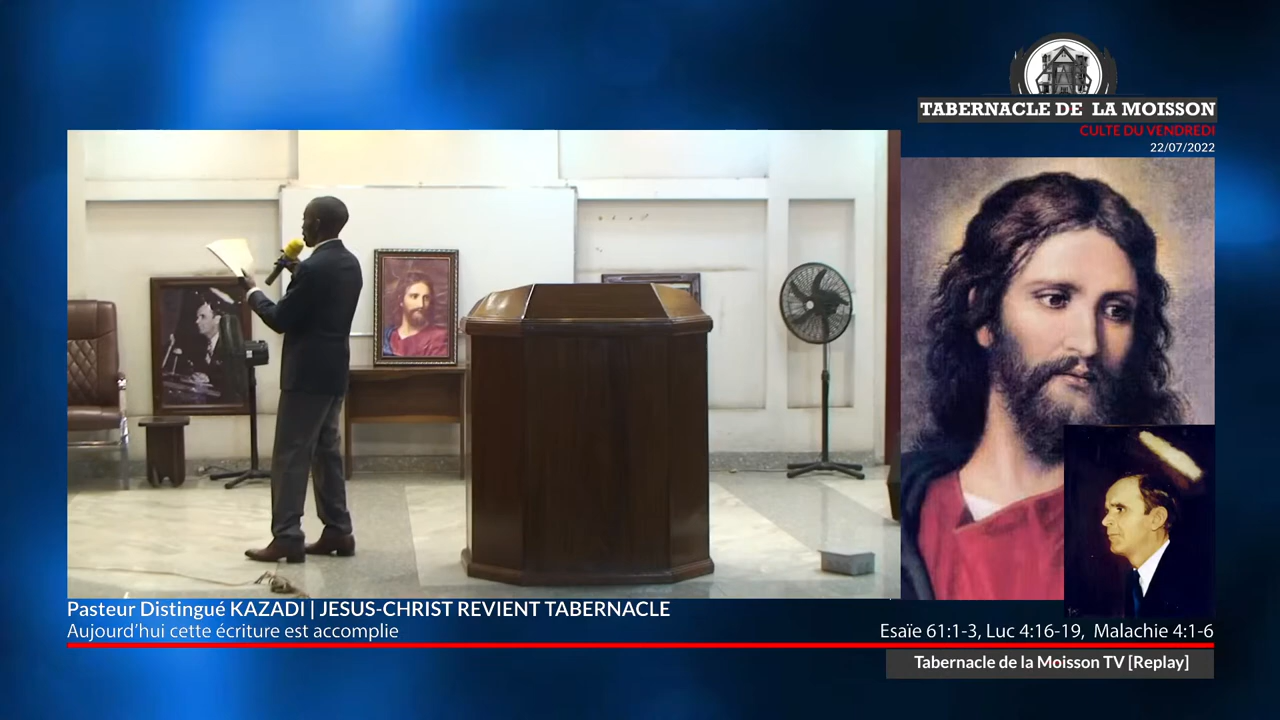 TABERNACLE DE LA MOISSON
CULTE DU VENDREDI
22/07/2022
Pasteur Distingué KAZADI | JESUS-CHRIST REVIENT TABERNACLE
Aujourd'hui cette écriture est accomplie
Esaïe 61:1-3, Luc 4:16-19, Malachie 4:1-6
Tabernacle de la Moisson TV [Replay]